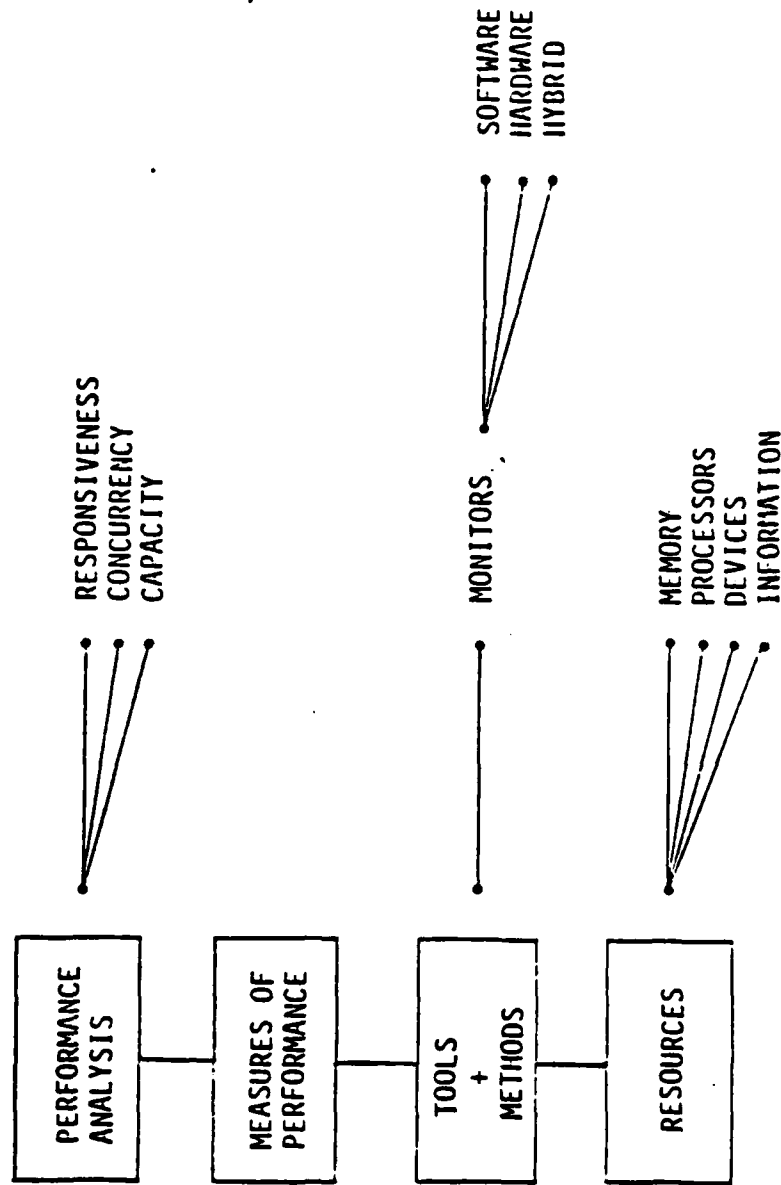 PERFORMANCE
ANALYSIS
RESPONSIVENESS
CONCURRENCY
CAPACITY
MEASURES OF
PERFORMANCE
TOOLS
+
METHODS
MONITORS
SOFTWARE
HARDWARE
HYBRID
RESOURCES
MEMORY
PROCESSORS
DEVICES
INFORMATION